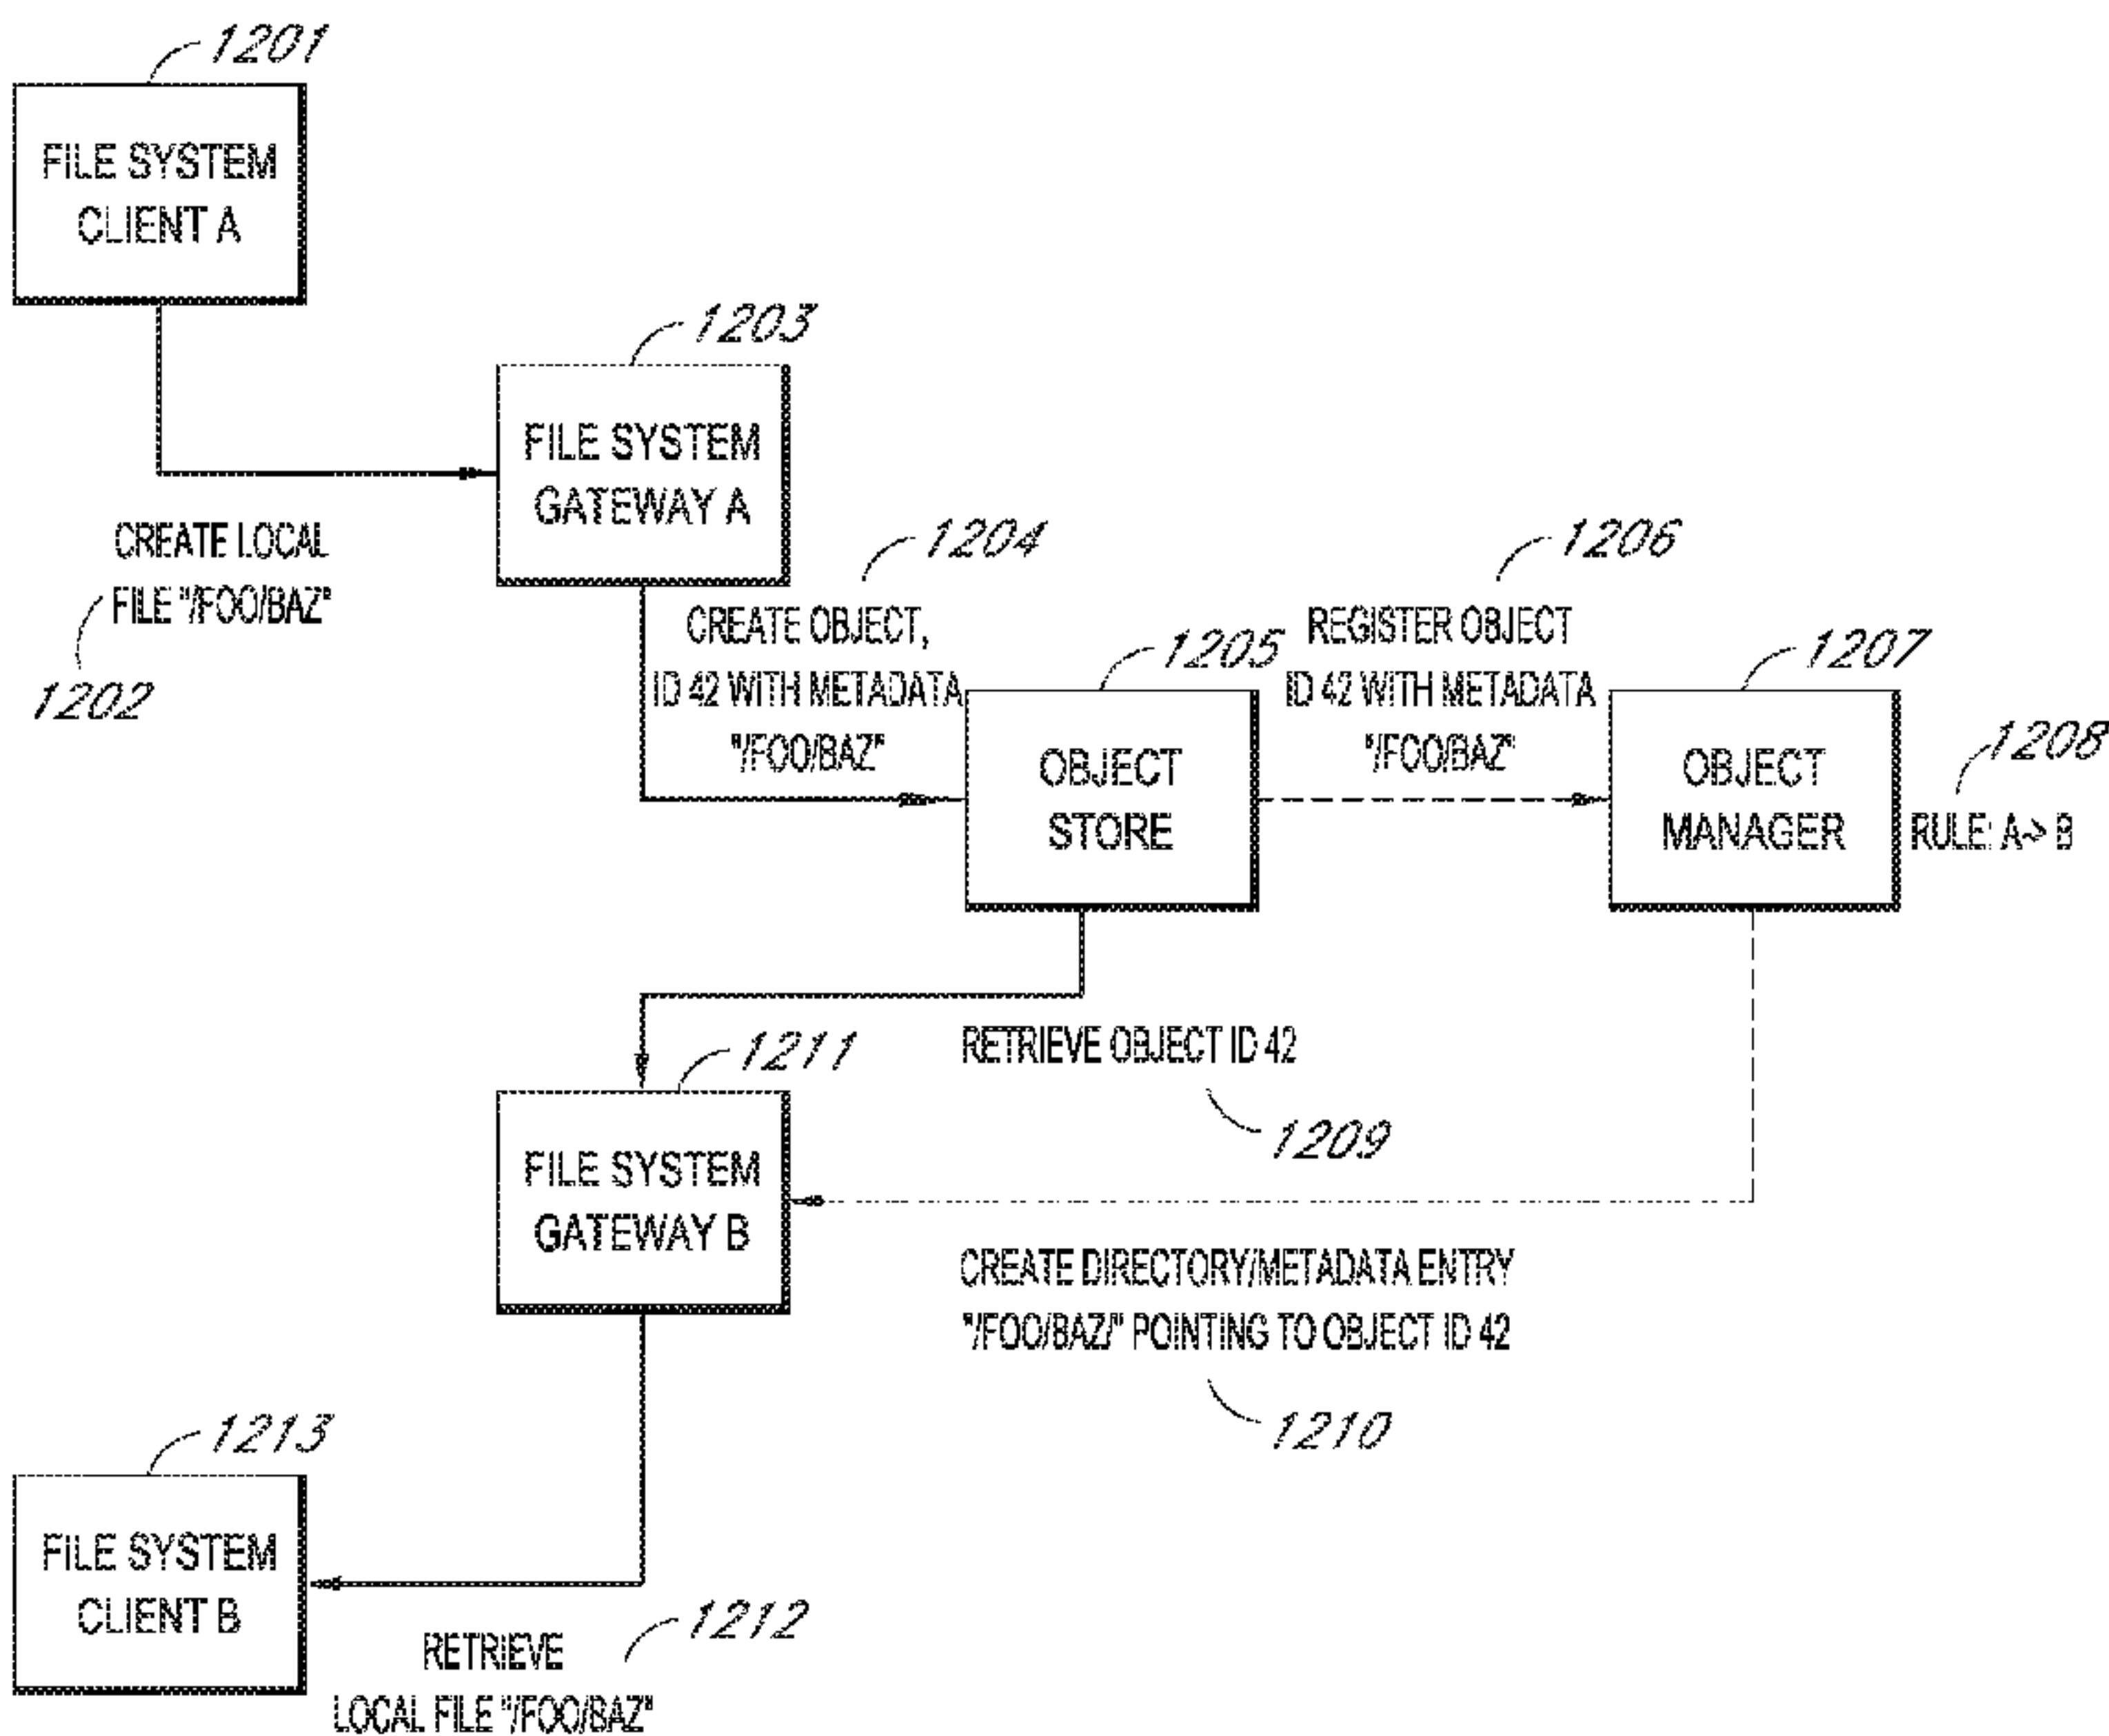 1201
FILE SYSTEM
CLIENT A
1203
FILE SYSTEM
GATEWAY A
CREATE LOCAL
FILE "/FOO/BAZ"
1202
1204
CREATE OBJECT,
ID 42 WITH METADATA
"/FOO/BAZ"
1205
OBJECT
STORE
1206
REGISTER OBJECT
ID 42 WITH METADATA
"/FOO/BAZ"
1207
OBJECT
MANAGER
1208
RULE: A-> B
RETRIEVE OBJECT ID 42
1209
1211
FILE SYSTEM
GATEWAY B
CREATE DIRECTORY/METADATA ENTRY
"/FOO/BAZ/" POINTING TO OBJECT ID 42
1210
1213
FILE SYSTEM
CLIENT B
1212
RETRIEVE
LOCAL FILE "/FOO/BAZ"